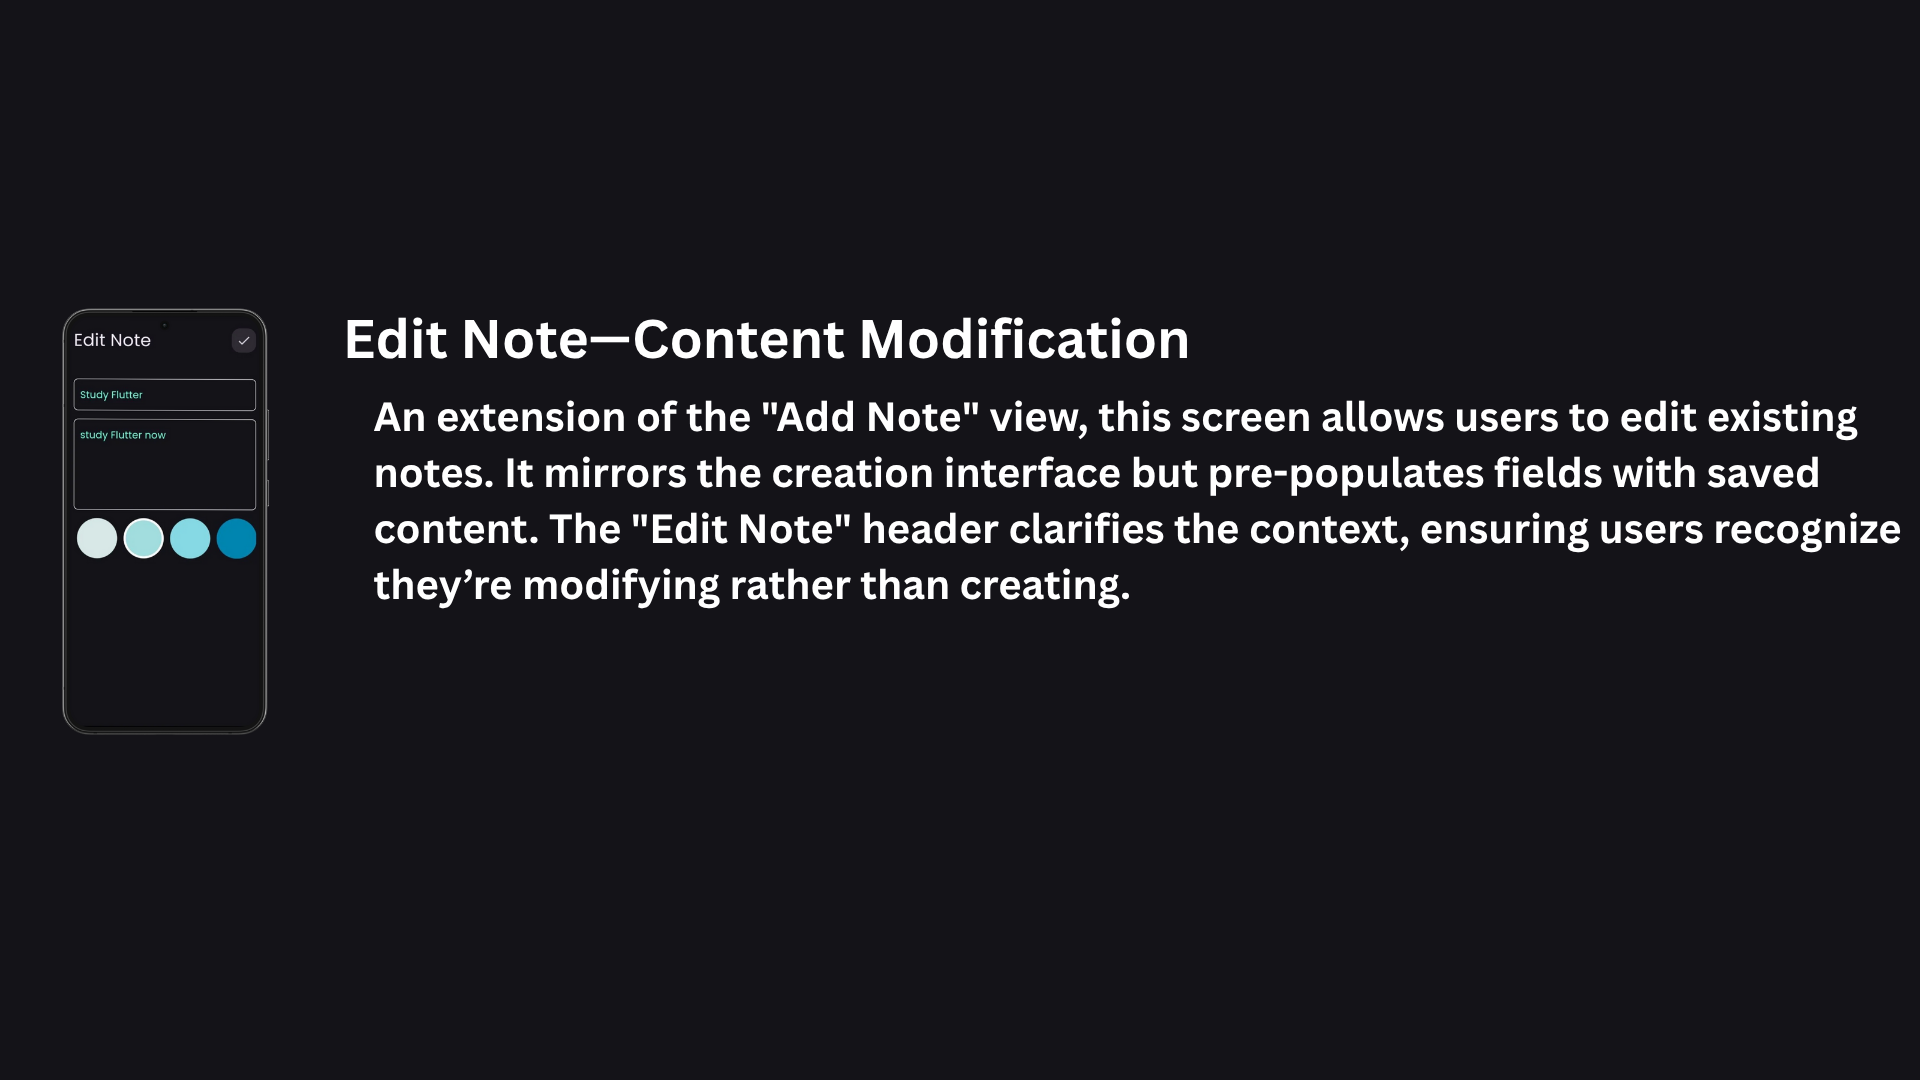 Edit Note
Study Flutter
study Flutter now
Edit Note—Content Modification
An extension of the "Add Note" view, this screen allows users to edit existing
notes. It mirrors the creation interface but pre-populates fields with saved
content. The "Edit Note" header clarifies the context, ensuring users recognize
they’re modifying rather than creating.